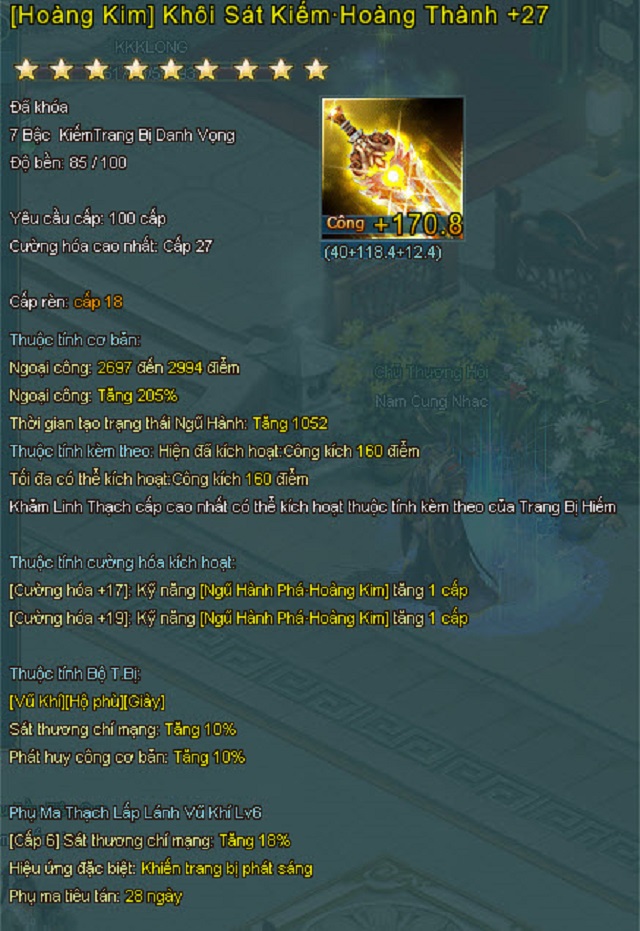 [Hoàng Kim] Khôi Sát Kiếm·Hoàng Thành +27
KKKLONG
Đã khóa
7 Bậc KiếmTrang Bị Danh Vọng
Độ bền: 85 / 100
Công +170.8
Yêu cầu cấp: 100 cấp
Cường hóa cao nhất: Cấp 27
(40+118.4+12.4)
Cấp rèn: cấp 18
Thuộc tính cơ bản:
Ngoại công: 2697 đến 2994 điểm
Chủ Thương Hội
Ngoại công: Tăng 205%
Nam Cung Nhạc
Thời gian tạo trạng thái Ngũ Hành: Tăng 1052
Thuộc tính kèm theo: Hiện đã kích hoạt:Công kích 160 điểm
Tối đa có thể kích hoạt:Công kích 160 điểm
Khảm Linh Thạch cấp cao nhất có thể kích hoạt thuộc tính kèm theo của Trang Bị Hiếm
Thuộc tính cường hóa kích hoạt:
[Cường hóa +17]: Kỹ năng [Ngũ Hành Phá·Hoàng Kim] tăng 1 cấp
[Cường hóa +19]: Kỹ năng [Ngũ Hành Phá·Hoàng Kim] tăng 1 cấp
Thuộc tính Bộ T.Bị:
[Vũ Khí][Hộ phù][Giày]
Sát thương chí mạng: Tăng 10%
Phát huy công cơ bản: Tăng 10%
Phụ Ma Thạch Lấp Lánh Vũ Khí Lv6
[Cấp 6] Sát thương chí mạng: Tăng 18%
Hiệu ứng đặc biệt: Khiến trang bị phát sáng
Phụ ma tiêu tán: 28 ngày